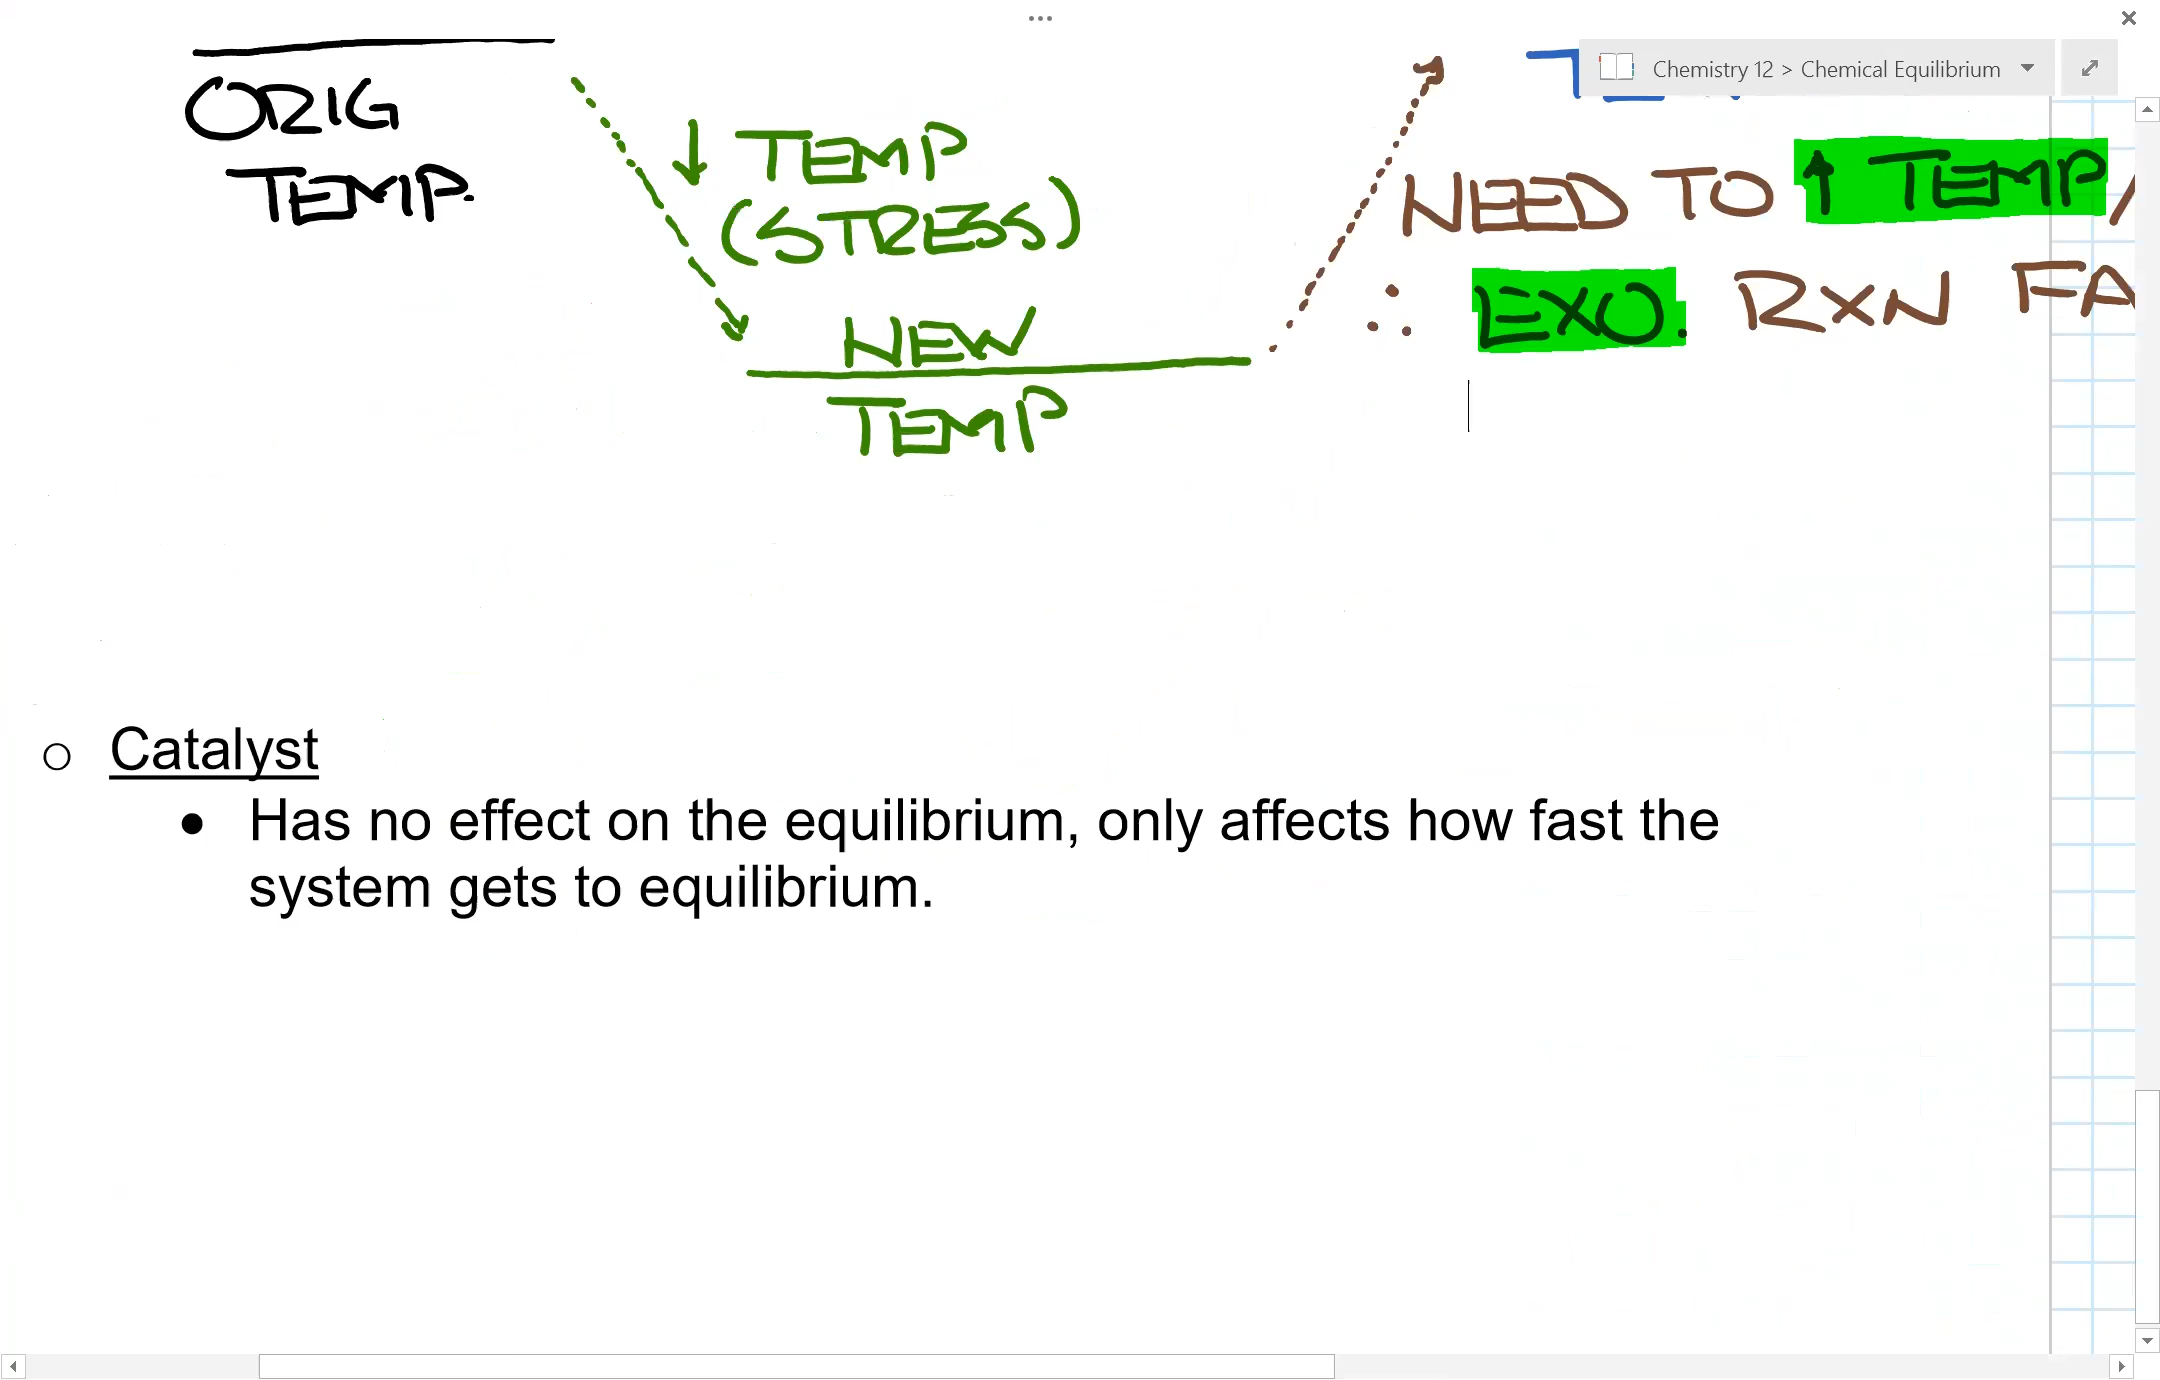 Chemistry 12 > Chemical Equilibrium
ORIG
TEMP.
↓ TEMP
(STRESS)
NEW
TEMP
NEED TO ↑ TEMP
∴ EXO. RXN
○ Catalyst
● Has no effect on the equilibrium, only affects how fast the
system gets to equilibrium.